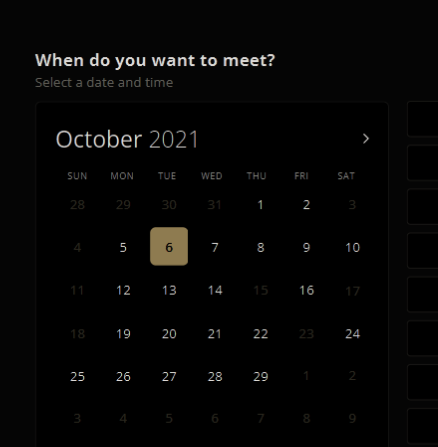 When do you want to meet?
Select a date and time
October 2021
SUN MON TUE WED THU FRI SAT
28 29 30 31 1 2 3
4 5 6 7 8 9 10
11 12 13 14 15 16 17
18 19 20 21 22 23 24
25 26 27 28 29 1 2
3 4 5 6 7 8 9